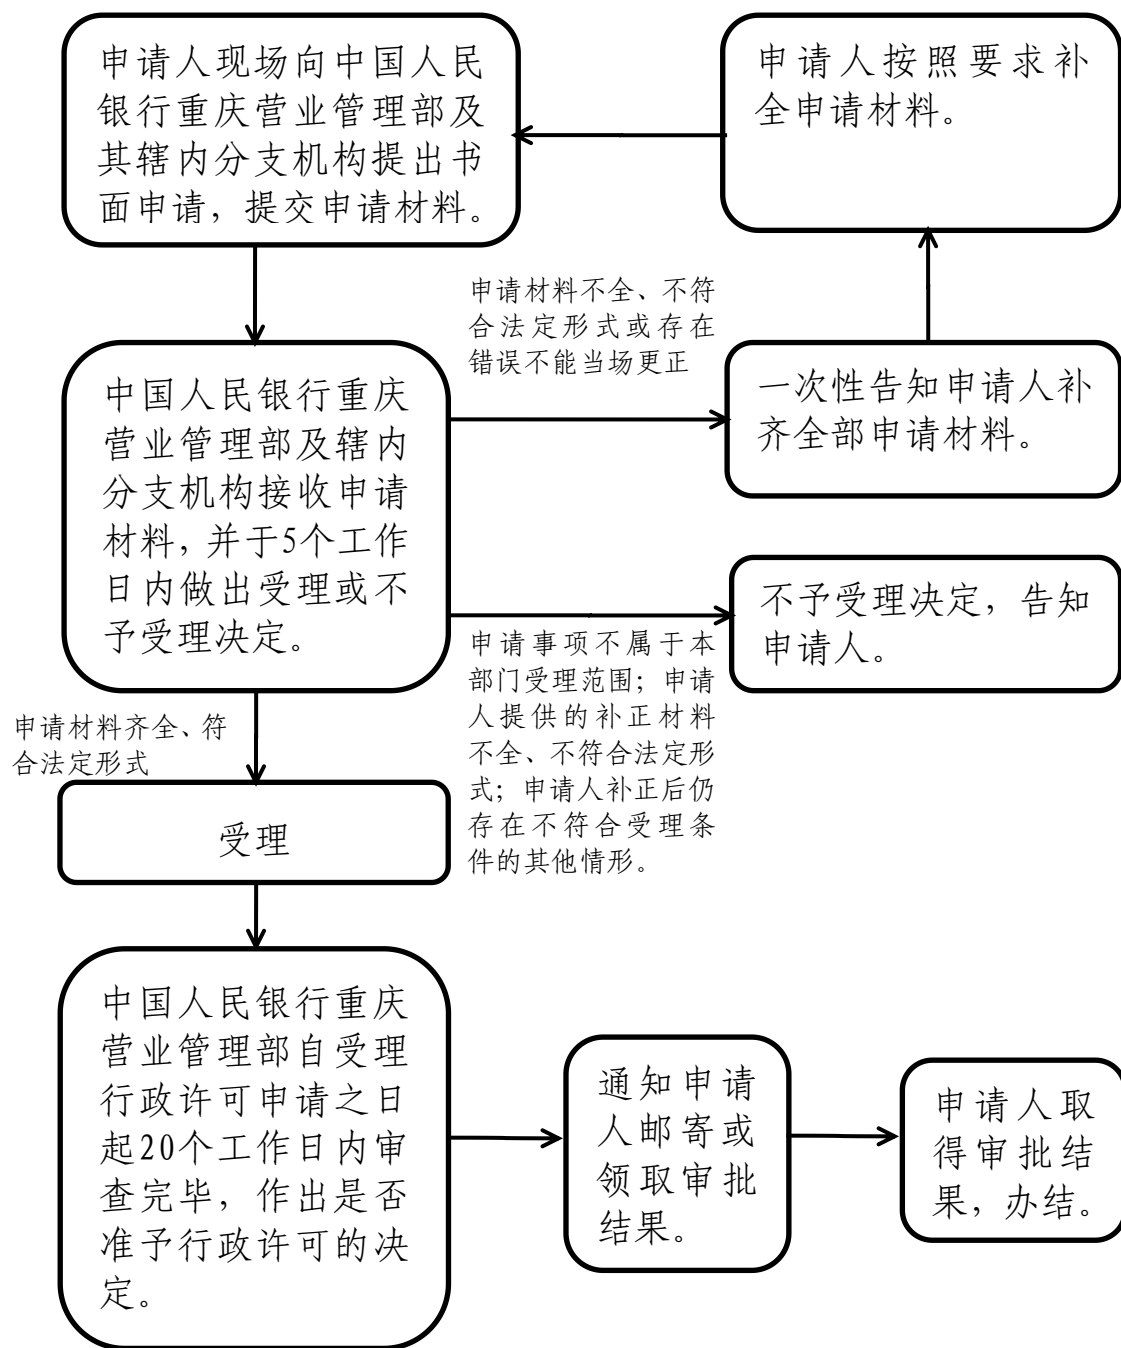 申请人现场向中国人民
银行重庆营业管理部及
其辖内分支机构提出书
面申请，提交申请材料。
申请人按照要求补
全申请材料。
申请材料不全、不符
合法定形式或存在
错误不能当场更正
一次性告知申请人补
齐全部申请材料。
中国人民银行重庆
营业管理部及辖内
分支机构接收申请
材料，并于5个工作
日内做出受理或不
予受理决定。
不予受理决定，告知
申请人。
申请事项不属于本
部门受理范围；申请
人提供的补正材料
不全、不符合法定形
式；申请人补正后仍
存在不符合受理条
件的其他情形。
申请材料齐全、符
合法定形式
受理
中国人民银行重庆
营业管理部自受理
行政许可申请之日
起20个工作日内审
查完毕，作出是否
准予行政许可的决
定。
通知申请
人邮寄或
领取审批
结果。
申请人取
得审批结
果，办结。